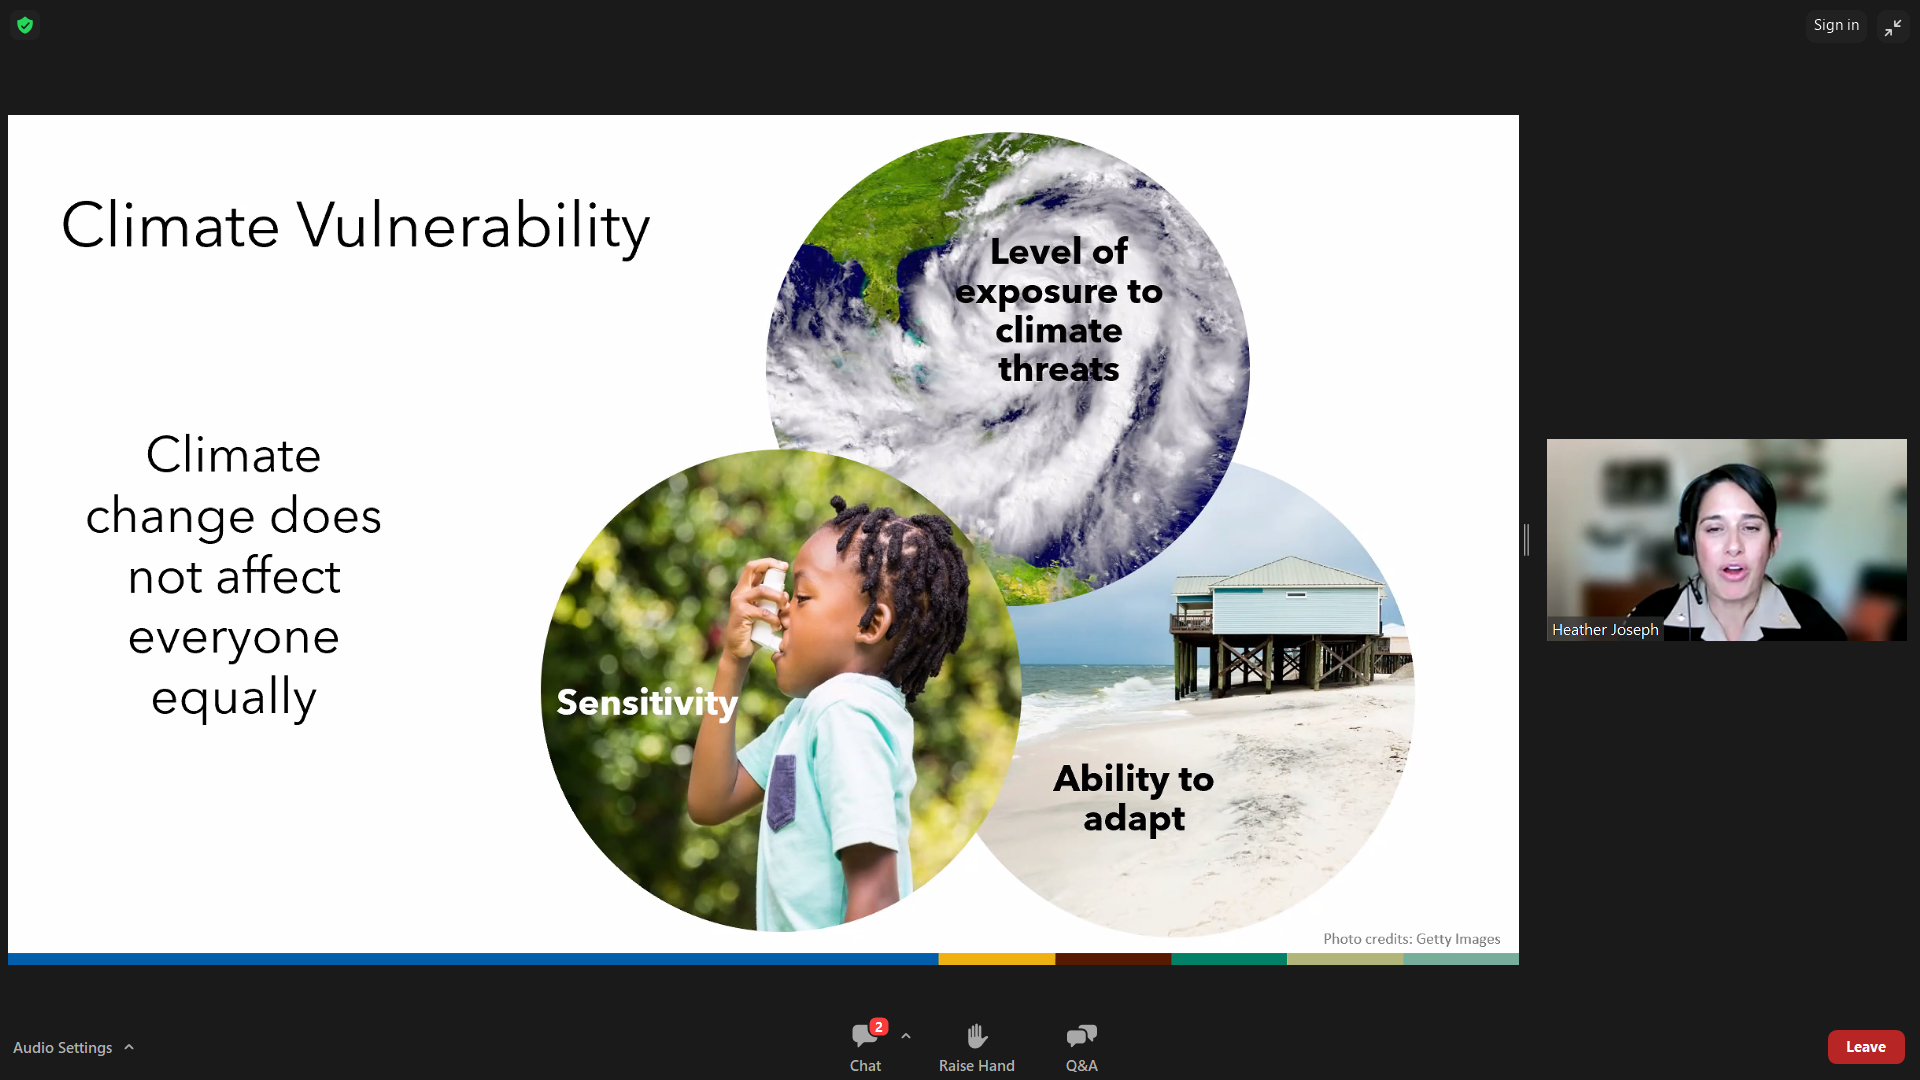 Sign in
Climate Vulnerability
Level of
exposure to
climate
threats
Climate
change does
not affect
everyone
equally
Sensitivity
Ability to
adapt
Heather Joseph
Photo credits: Getty Images
Audio Settings
2
Chat
Raise Hand
Q&A
Leave